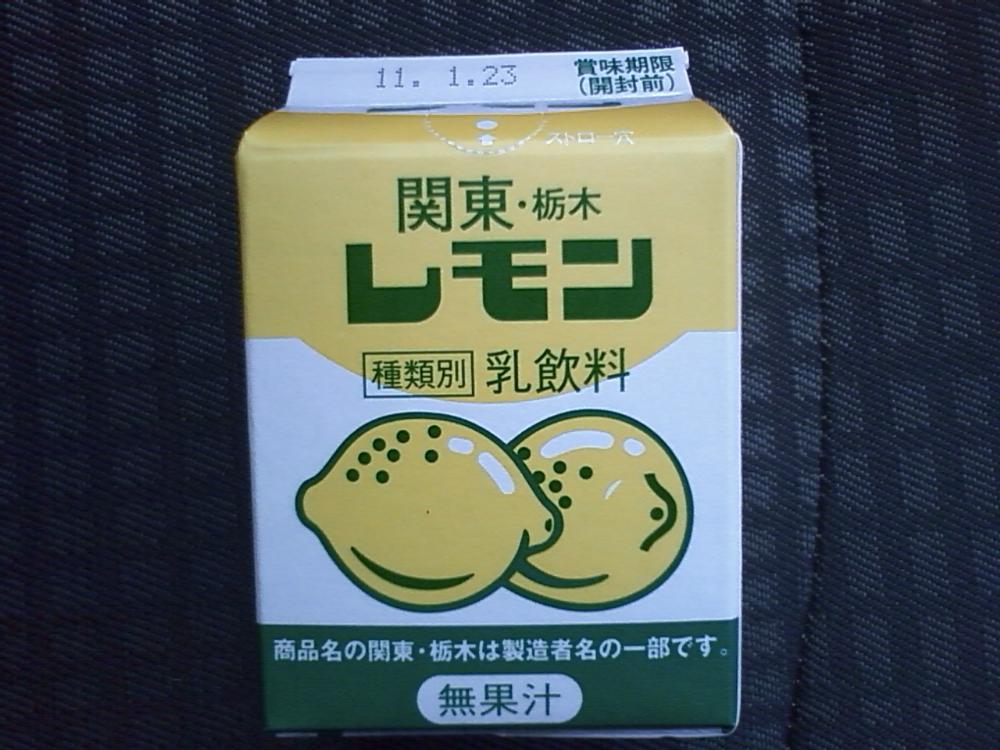 11. 1.23 賞味期限
(開封前)
ストロー穴
関東・栃木
レモン
種類別 乳飲料
商品名の関東・栃木は製造者名の一部です。
無果汁